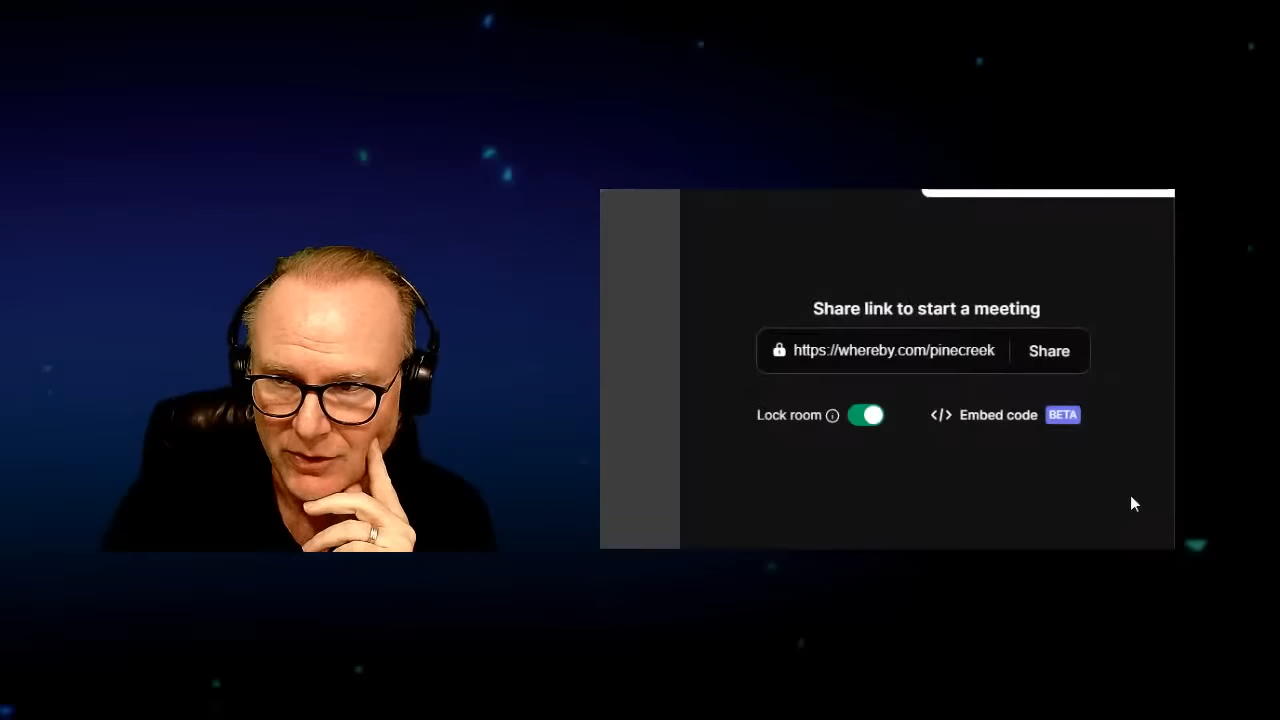 Share link to start a meeting
https://whereby.com/pinecreek Share
Lock room </> Embed code BETA